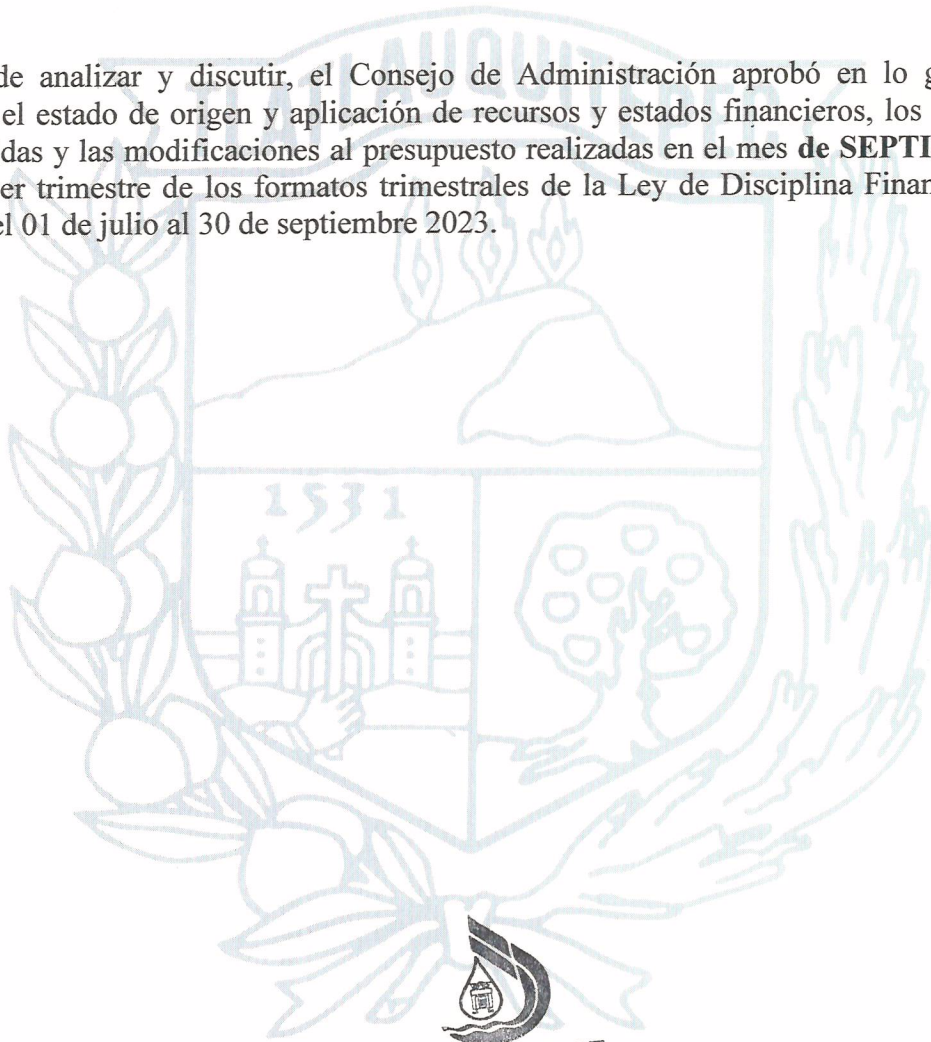 TLATLAUQUITEPEC
de analizar y discutir, el Consejo de Administración aprobó en lo g
el estado de origen y aplicación de recursos y estados financieros, los
das y las modificaciones al presupuesto realizadas en el mes de SEPTI
er trimestre de los formatos trimestrales de la Ley de Disciplina Finan
el 01 de julio al 30 de septiembre 2023.
1531